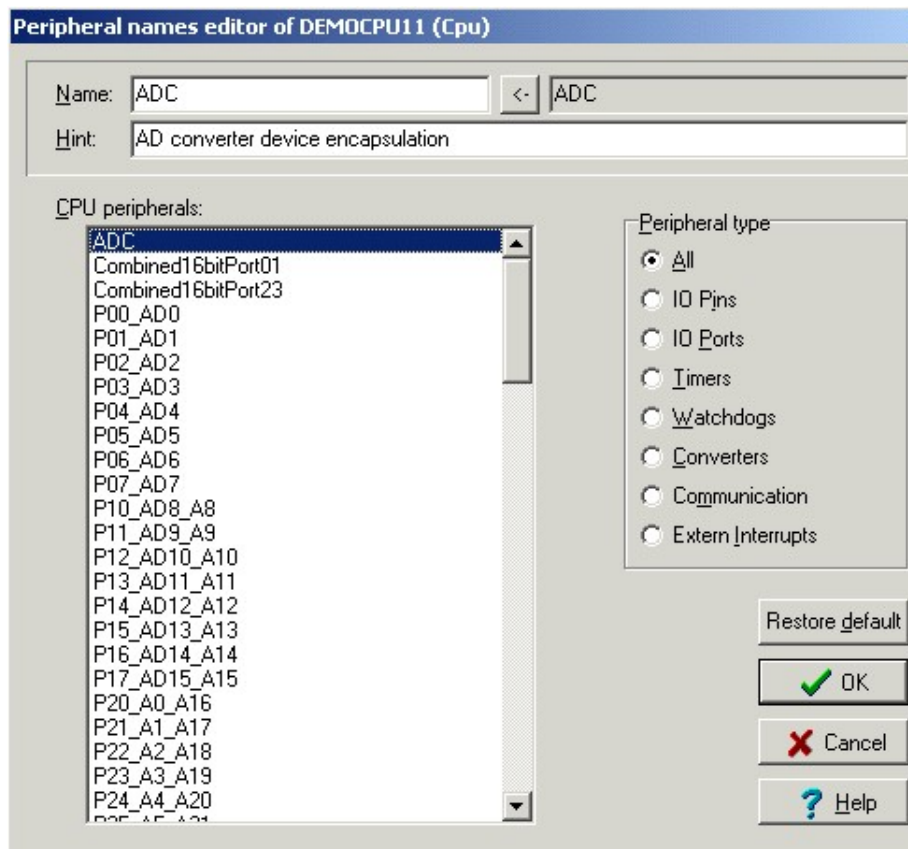 Peripheral names editor of DEMOCPU11 (Cpu)
Name: ADC <- ADC
Hint: AD converter device encapsulation
CPU peripherals:
ADC
Combined16bitPort01
Combined16bitPort23
P00_AD0
P01_AD1
P02_AD2
P03_AD3
P04_AD4
P05_AD5
P06_AD6
P07_AD7
P10_AD8_A8
P11_AD9_A9
P12_AD10_A10
P13_AD11_A11
P14_AD12_A12
P15_AD13_A13
P16_AD14_A14
P17_AD15_A15
P20_A0_A16
P21_A1_A17
P22_A2_A18
P23_A3_A19
P24_A4_A20
Peripheral type
All
IO Pins
IO Ports
Timers
Watchdogs
Converters
Communication
Extern Interrupts
Restore default
OK
Cancel
Help